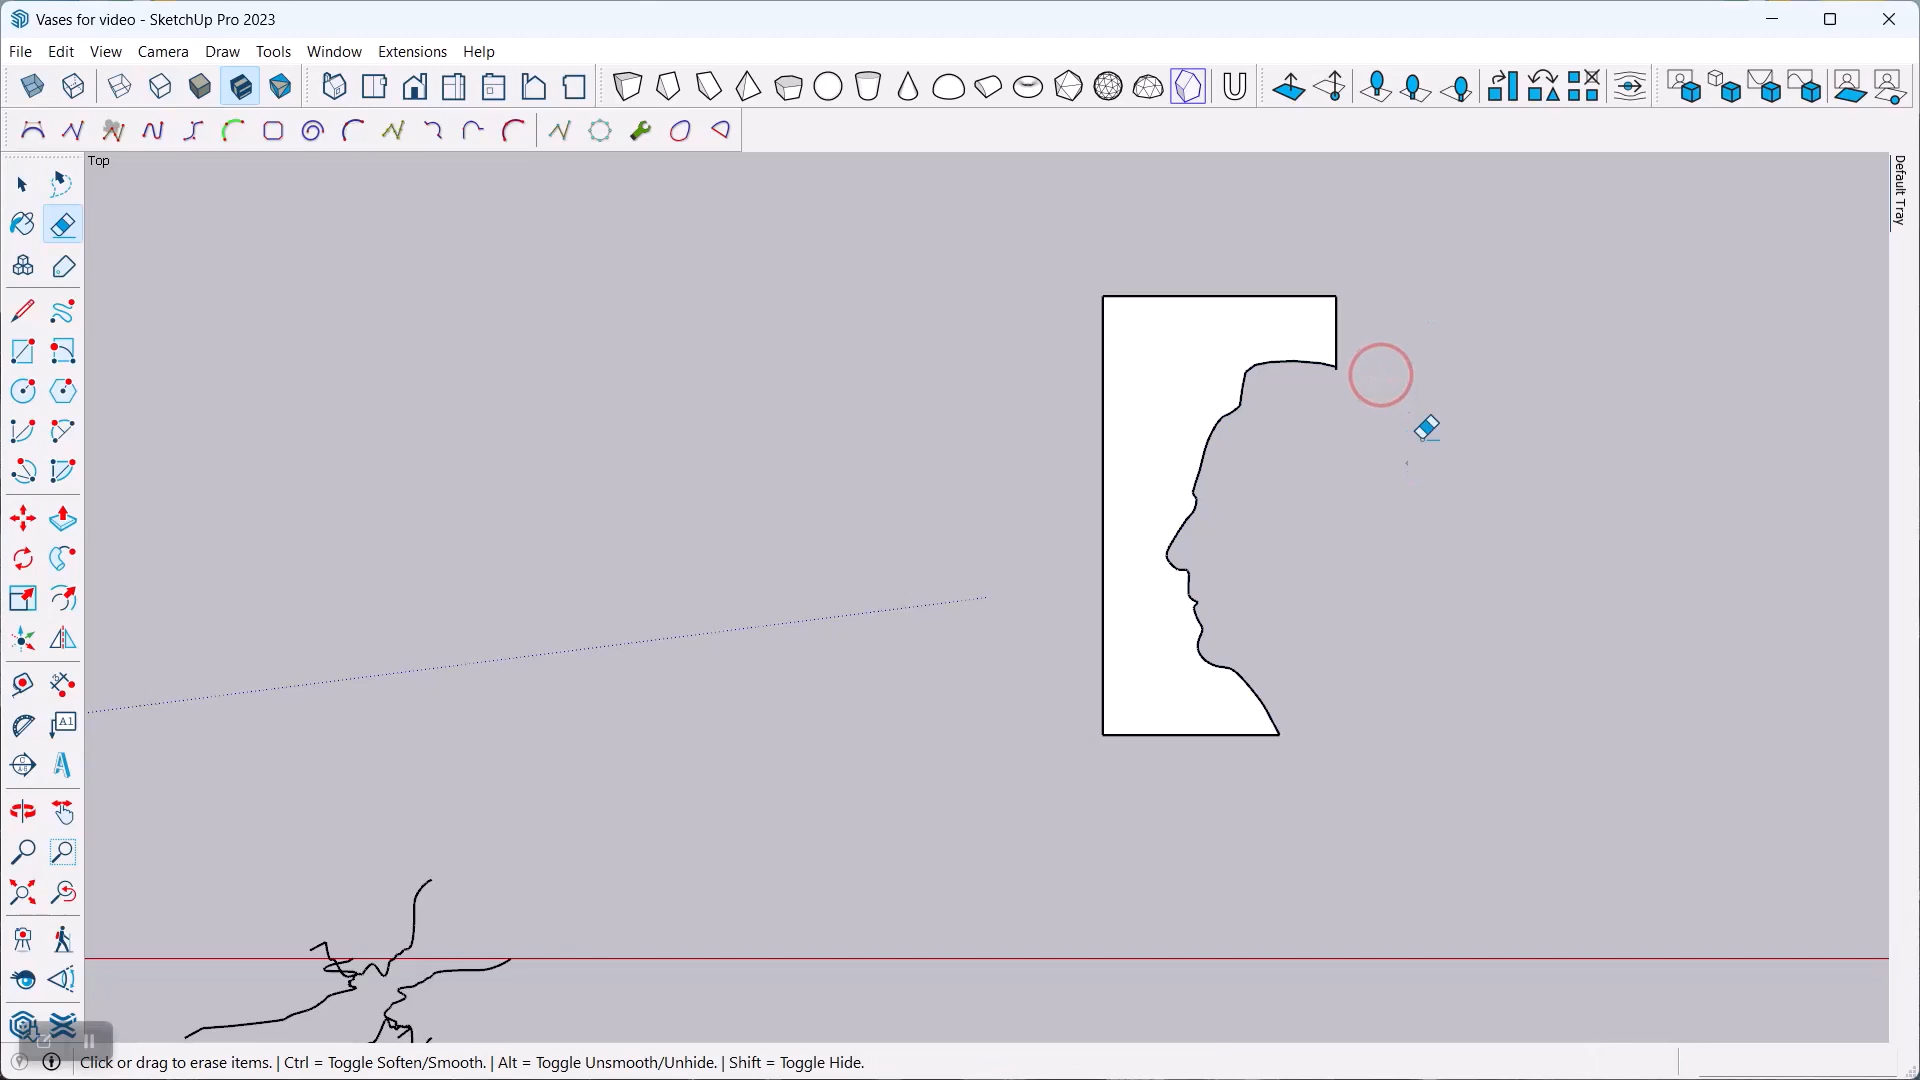 Vases for video - SketchUp Pro 2023
File Edit View Camera Draw Tools Window Extensions Help
Top
Default Tray
A1
A
Click or drag to erase items. | Ctrl = Toggle Soften/Smooth. | Alt = Toggle Unsmooth/Unhide. | Shift = Toggle Hide.